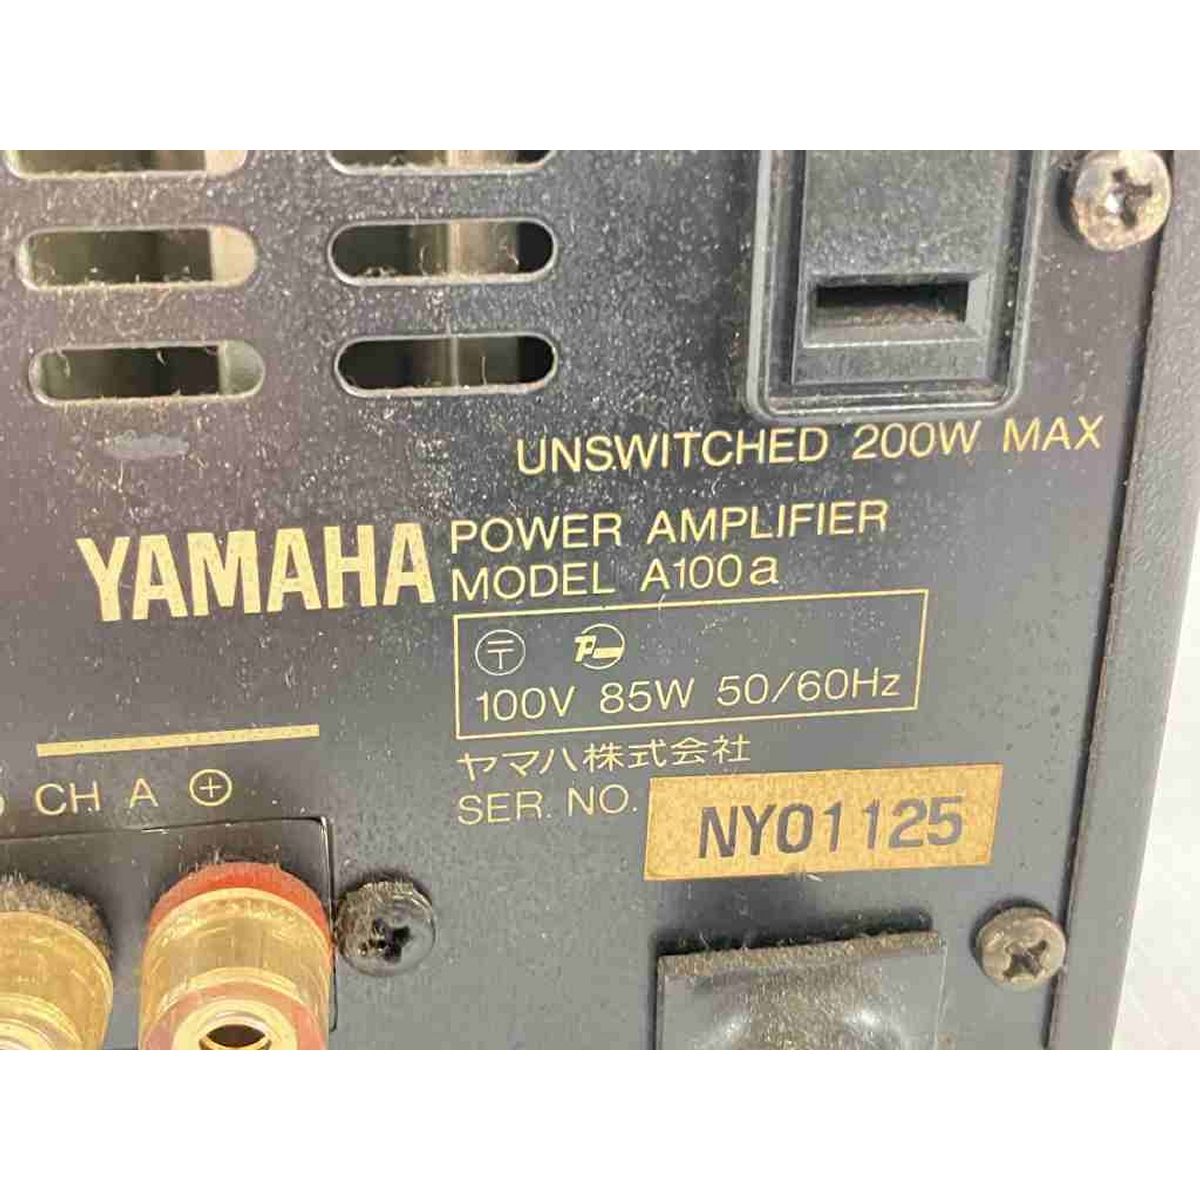 UNSWITCHED 200W MAX
YAMAHA
POWER AMPLIFIER
MODEL A100a
〒
100V 85W 50/60Hz
ヤマハ株式会社
SER. NO. NY01125
CH A ⊕